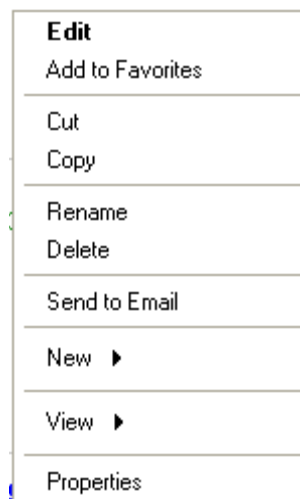 Edit
Add to Favorites
Cut
Copy
Rename
Delete
Send to Email
New
View
Properties